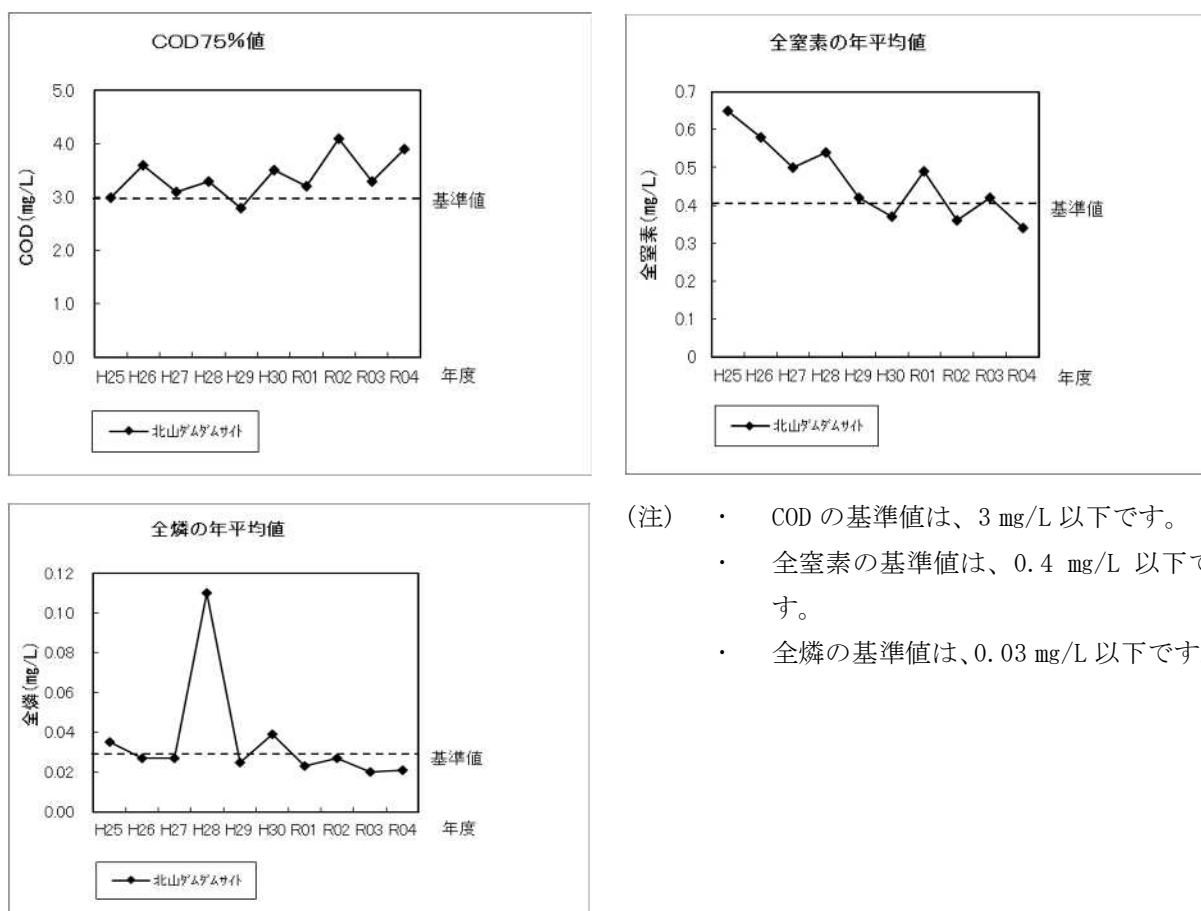 COD75%値
5.0
4.0
3.0
2.0
1.0
0.0
COD(㎎/L)
基準値
H25 H26 H27 H28 H29 H30 R01 R02 R03 R04 年度
北山ダムダムサイト
全窒素の年平均値
0.7
0.6
0.5
0.4
0.3
0.2
0.1
0
全窒素(㎎/L)
基準値
H25 H26 H27 H28 H29 H30 R01 R02 R03 R04 年度
北山ダムダムサイト
全燐の年平均値
0.12
0.10
0.08
0.06
0.04
0.02
0.00
全燐(㎎/L)
基準値
H25 H26 H27 H28 H29 H30 R01 R02 R03 R04 年度
北山ダムダムサイト
(注) ・ COD の基準値は、3 ㎎/L 以下です。
・ 全窒素の基準値は、0.4 ㎎/L 以下で
す。
・ 全燐の基準値は、0.03 ㎎/L 以下です